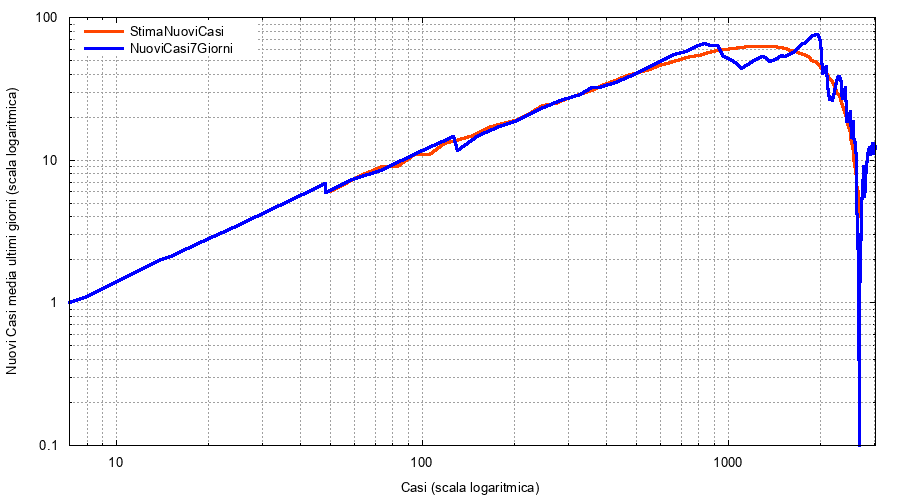 StimaNuoviCasi
NuoviCasi7Giorni
100
10
1
0.1
10
100
1000
Nuovi Casi media ultimi giorni (scala logaritmica)
Casi (scala logaritmica)